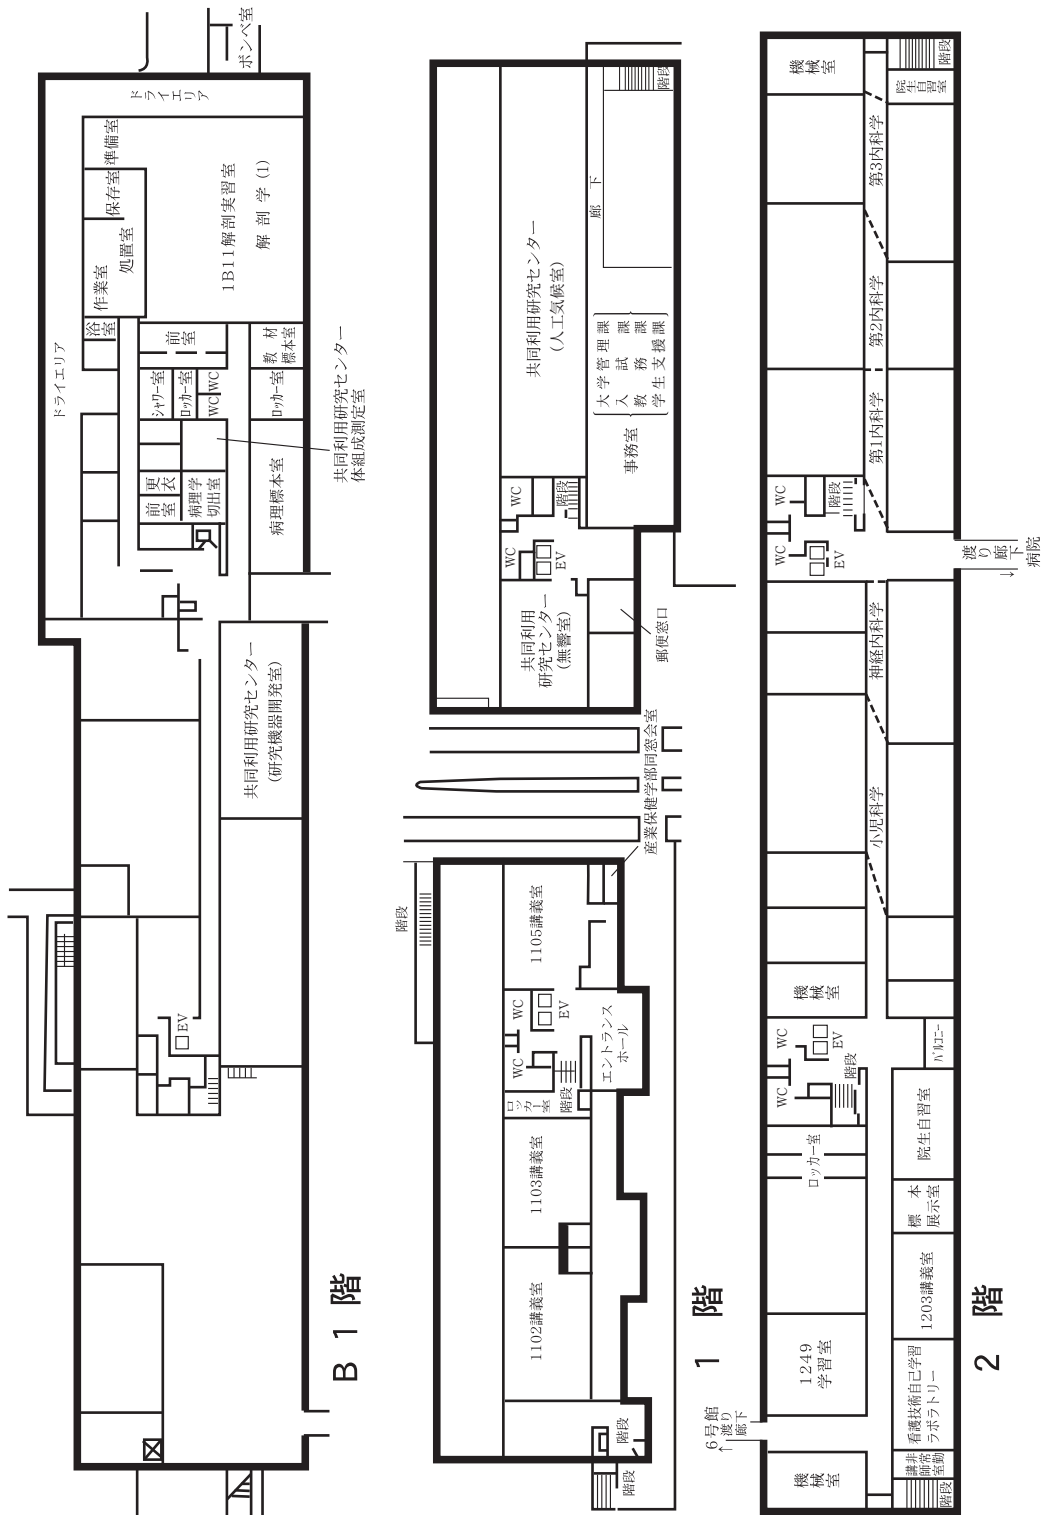 B 1 階
ボンベ室
ドライエリア
ドライエリア
準備室
保存室
処置室
作業室
浴室
1B11解剖実習室
解 剖 学 (1)
前室
教 材
標本室
シャワー室
ロッカー室
WC
WC
ロッカー室
共同利用研究センター
体組成測定室
更衣
前室
病理学
切出室
病理標本室
共同利用研究センター
(研究機器開発室)
EV
1 階
階段
廊 下
共同利用研究センター
(人工気候室)
大学管理課
入 試 課
教 務 課
学生支援課
事務室
WC
階段
WC
EV
共同利用
研究センター
(無響室)
郵便窓口
産業保健学部同窓会室
階段
1105講義室
WC
EV
WC
エントランス
ホール
ロッカー室
階段
1103講義室
1102講義室
階段
階段
2 階
機械室
階段
院生自習室
第3内科学
第2内科学
第1内科学
WC
階段
WC
EV
渡り廊下
病院
↓
神経内科学
小児科学
機械室
WC
EV
WC
階段
バルコニー
ロッカー室
院生自習室
標 本
展示室
1203講義室
1249
学習室
看護技術自己学習
ラボラトリー
6号館
渡り廊下
↑
機械室
非常勤
講師室
階段